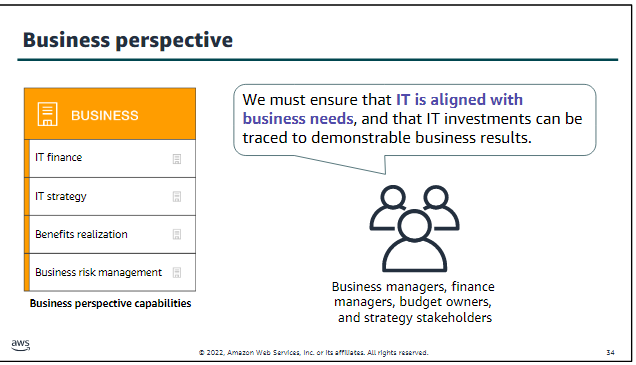 Business perspective
BUSINESS
IT finance
IT strategy
Benefits realization
Business risk management
Business perspective capabilities
We must ensure that IT is aligned with
business needs, and that IT investments can be
traced to demonstrable business results.
Business managers, finance
managers, budget owners,
and strategy stakeholders
aws
© 2022, Amazon Web Services, Inc. or its affiliates. All rights reserved.
34